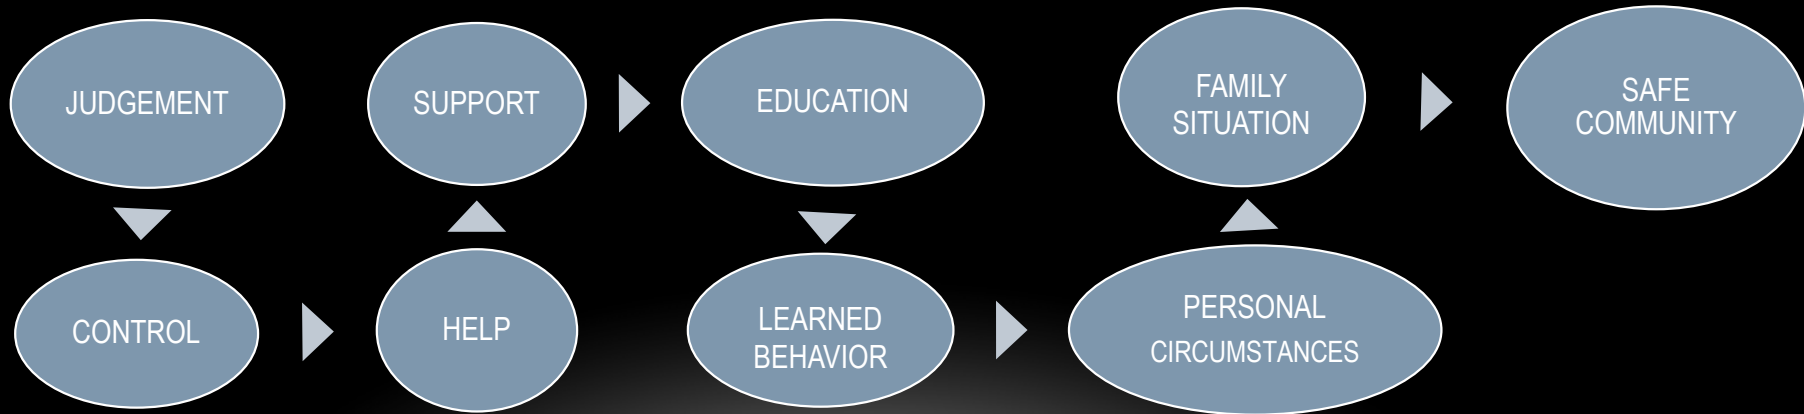 JUDGEMENT
CONTROL
HELP
SUPPORT
EDUCATION
LEARNED
BEHAVIOR
PERSONAL
CIRCUMSTANCES
FAMILY
SITUATION
SAFE
COMMUNITY